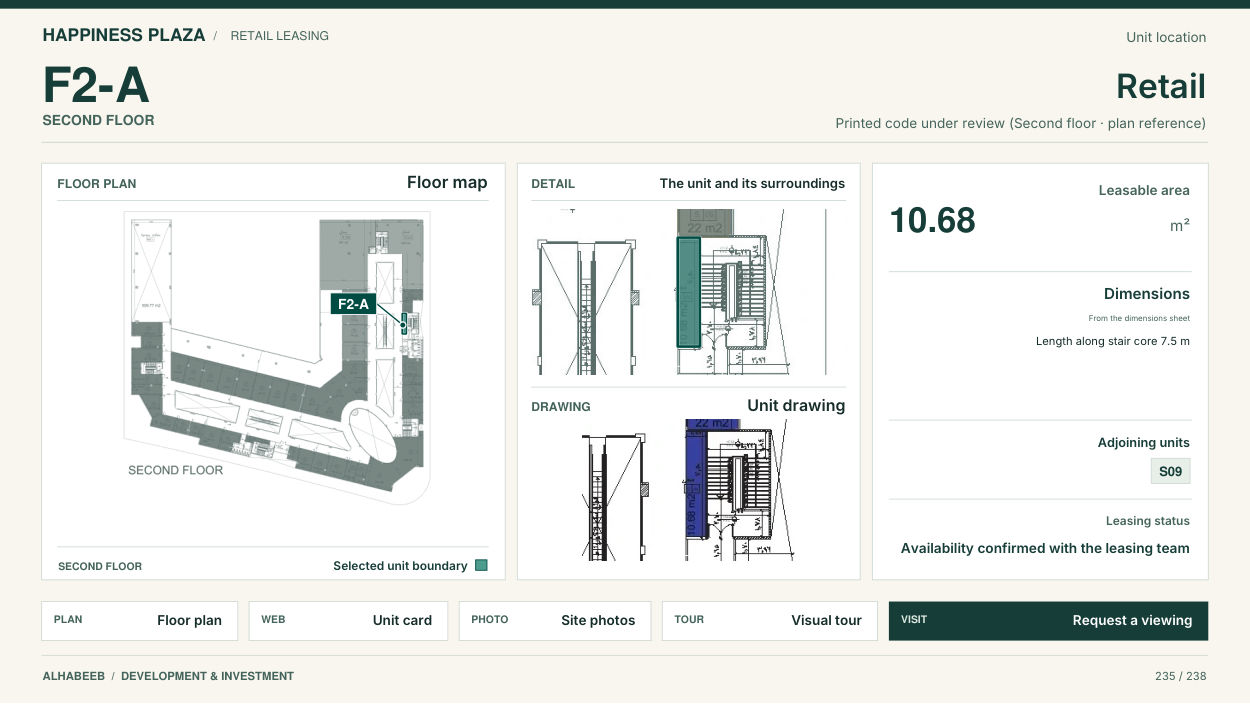 HAPPINESS PLAZA / RETAIL LEASING
Unit location
F2-A
Retail
SECOND FLOOR
Printed code under review (Second floor · plan reference)
FLOOR PLAN
Floor map
F2-A
SECOND FLOOR
SECOND FLOOR
Selected unit boundary
DETAIL
The unit and its surroundings
22 m2
DRAWING
Unit drawing
22 m2
10.68 m2
Leasable area
10.68 m²
Dimensions
From the dimensions sheet
Length along stair core 7.5 m
Adjoining units
S09
Leasing status
Availability confirmed with the leasing team
PLAN Floor plan
WEB Unit card
PHOTO Site photos
TOUR Visual tour
VISIT Request a viewing
ALHABEEB / DEVELOPMENT & INVESTMENT
235 / 238